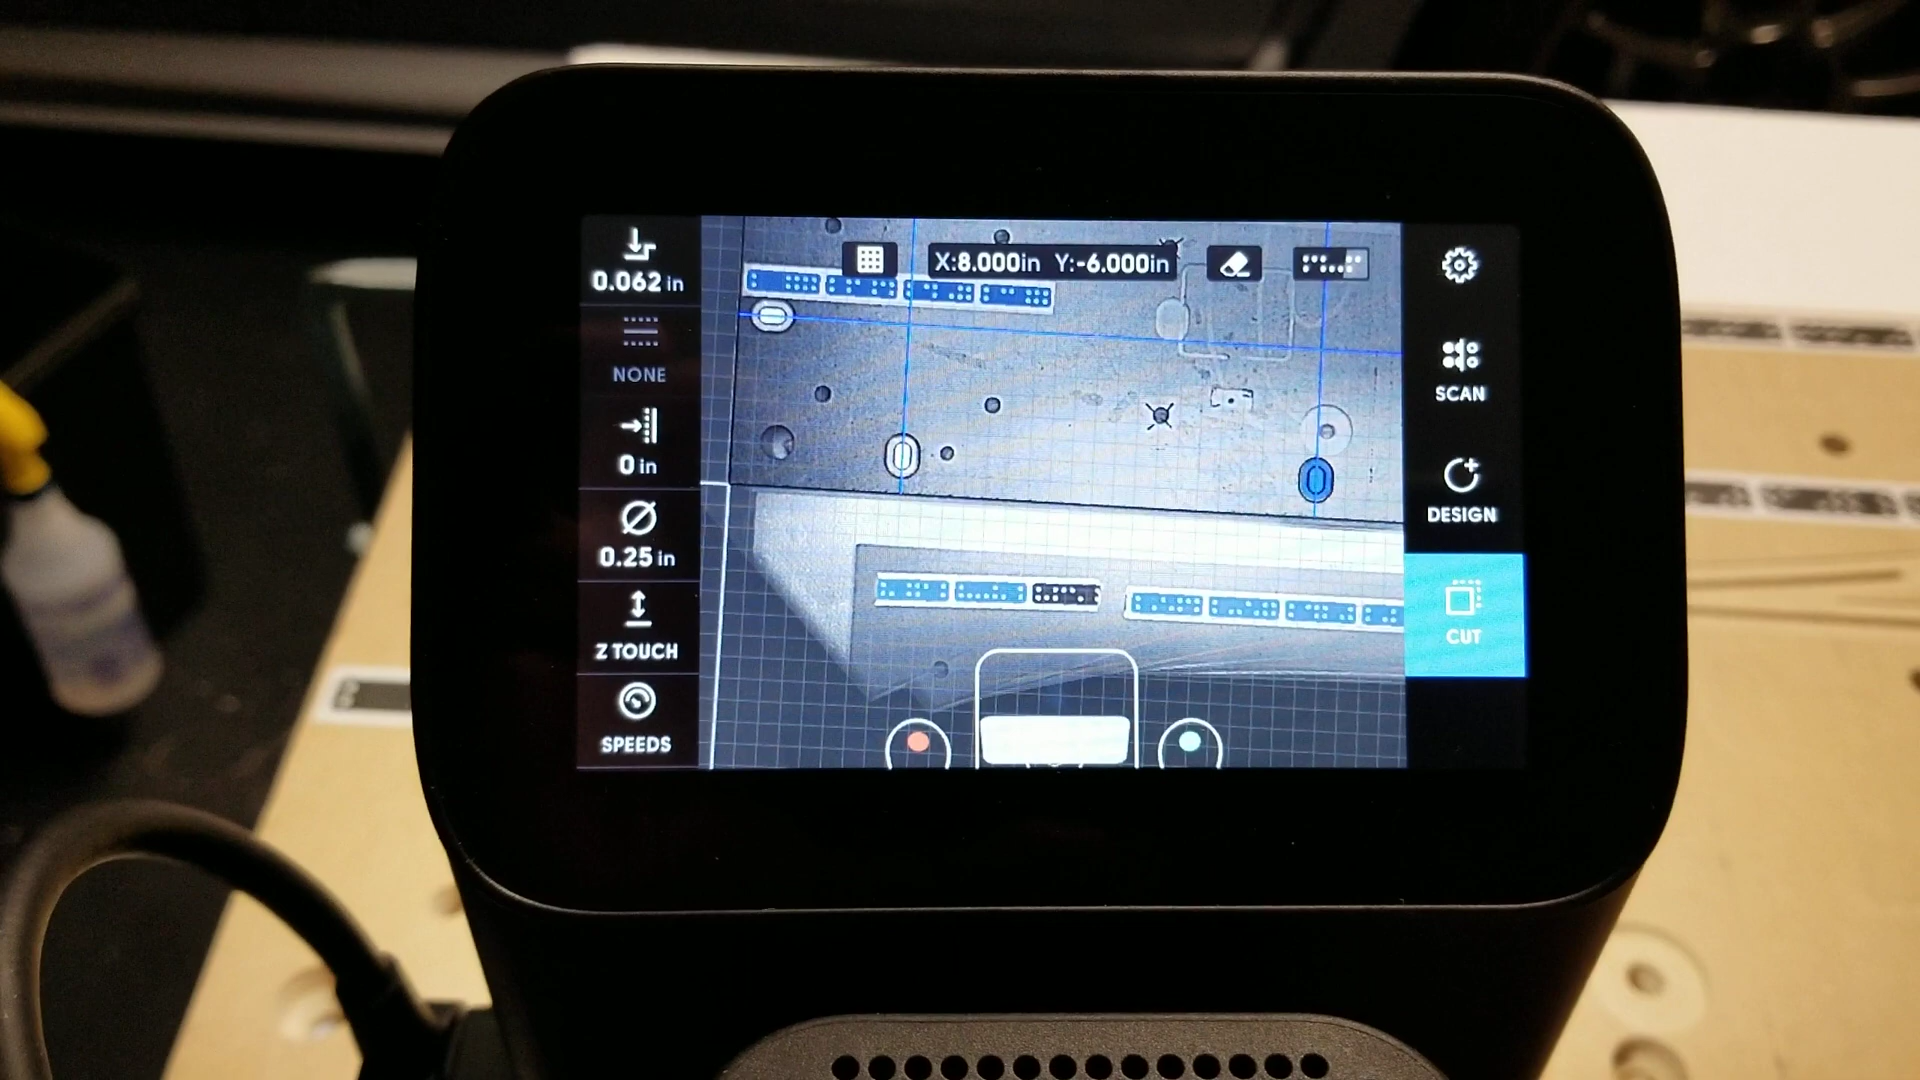 0.062 in
NONE
0 in
0.25 in
Z TOUCH
SPEEDS
X:8.000in Y:-6.000in
SCAN
DESIGN
CUT